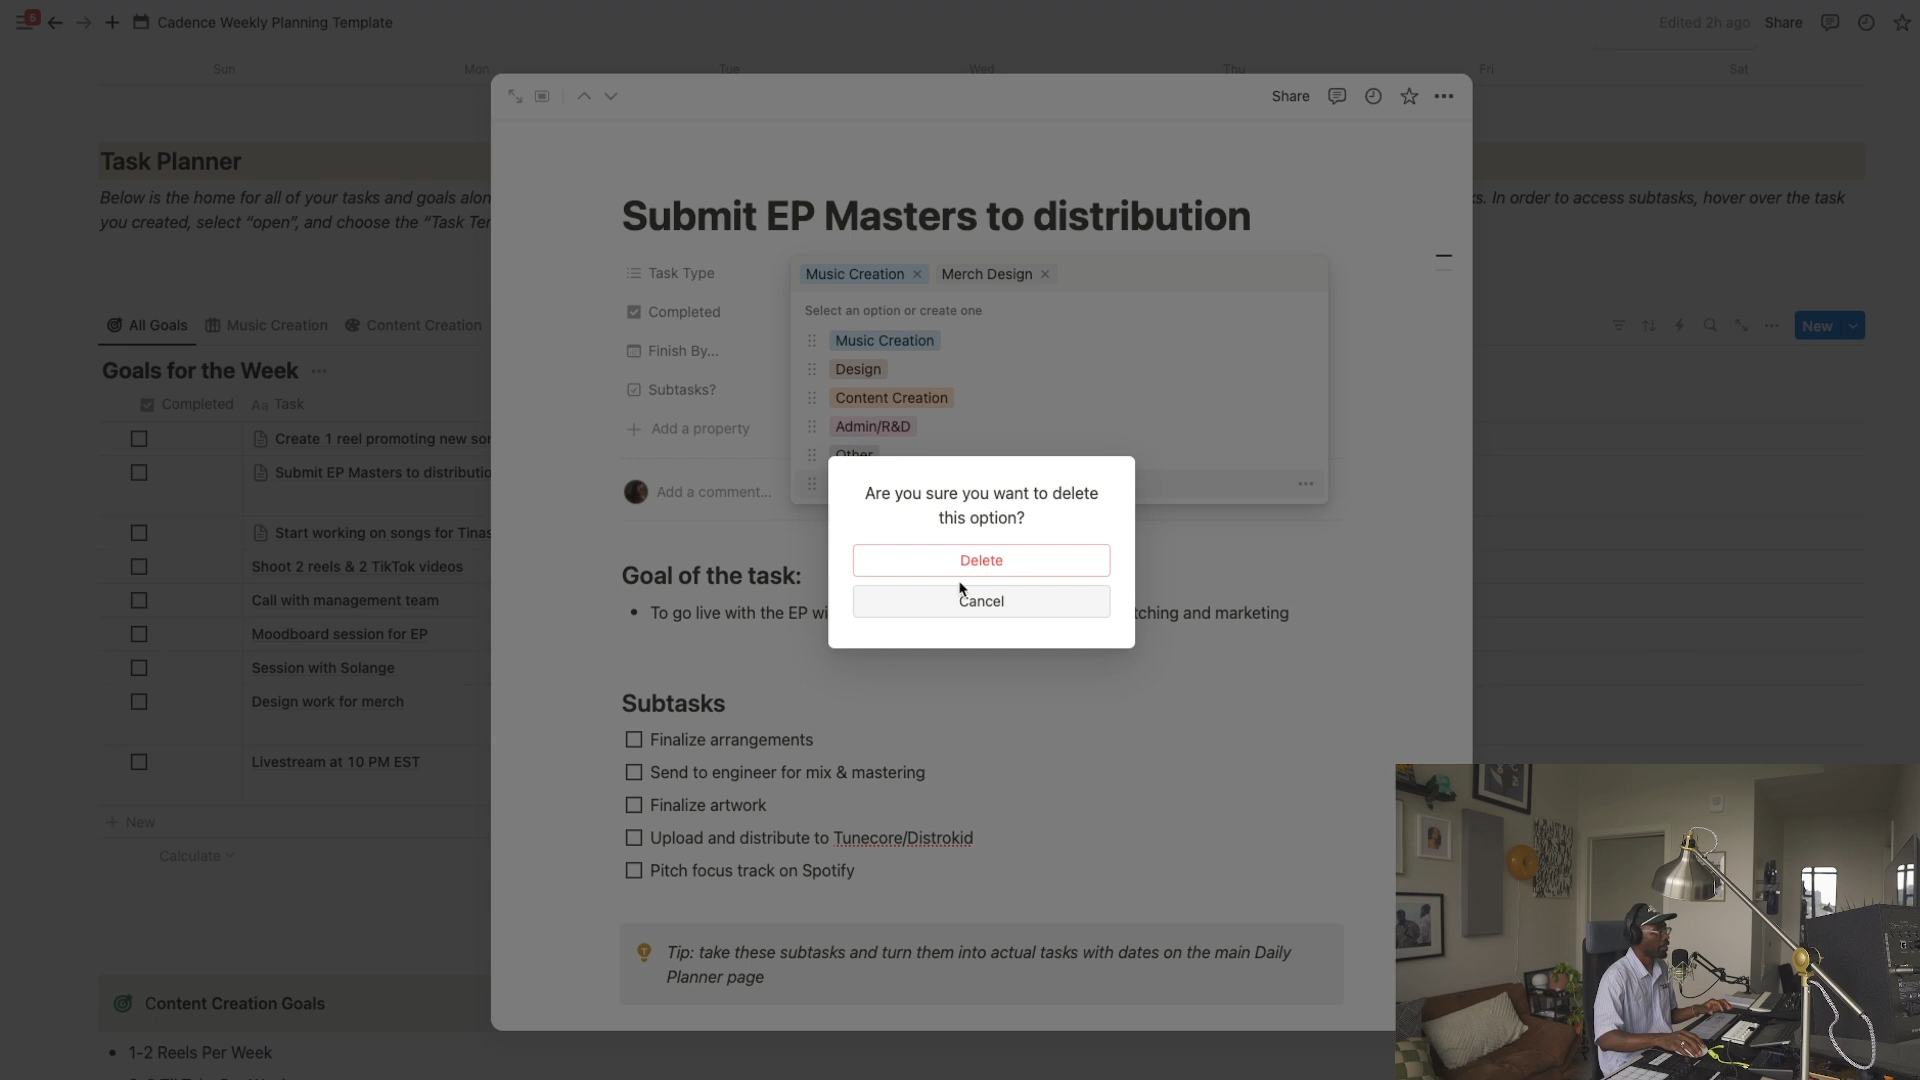 5
Cadence Weekly Planning Template
Edited 2h ago
Share
Sun
Mon
Tue
Wed
Thu
Fri
Sat
Share
Task Planner
Below is the home for all of your tasks and goals alon
s. In order to access subtasks, hover over the task
you created, select “open”, and choose the “Task Ter
Submit EP Masters to distribution
Task Type
Music Creation
Merch Design
Select an option or create one
Completed
Music Creation
Finish By...
Design
Subtasks?
Content Creation
Add a property
Admin/R&D
Other
Add a comment...
All Goals
Music Creation
Content Creation
New
Goals for the Week
Completed
Aa Task
Create 1 reel promoting new sor
Submit EP Masters to distributio
Start working on songs for Tinas
Shoot 2 reels & 2 TikTok videos
Call with management team
Moodboard session for EP
Session with Solange
Design work for merch
Livestream at 10 PM EST
New
Calculate
Are you sure you want to delete
this option?
Delete
Cancel
Goal of the task:
To go live with the EP wi
tching and marketing
Subtasks
Finalize arrangements
Send to engineer for mix & mastering
Finalize artwork
Upload and distribute to Tunecore/Distrokid
Pitch focus track on Spotify
Tip: take these subtasks and turn them into actual tasks with dates on the main Daily
Planner page
Content Creation Goals
1-2 Reels Per Week